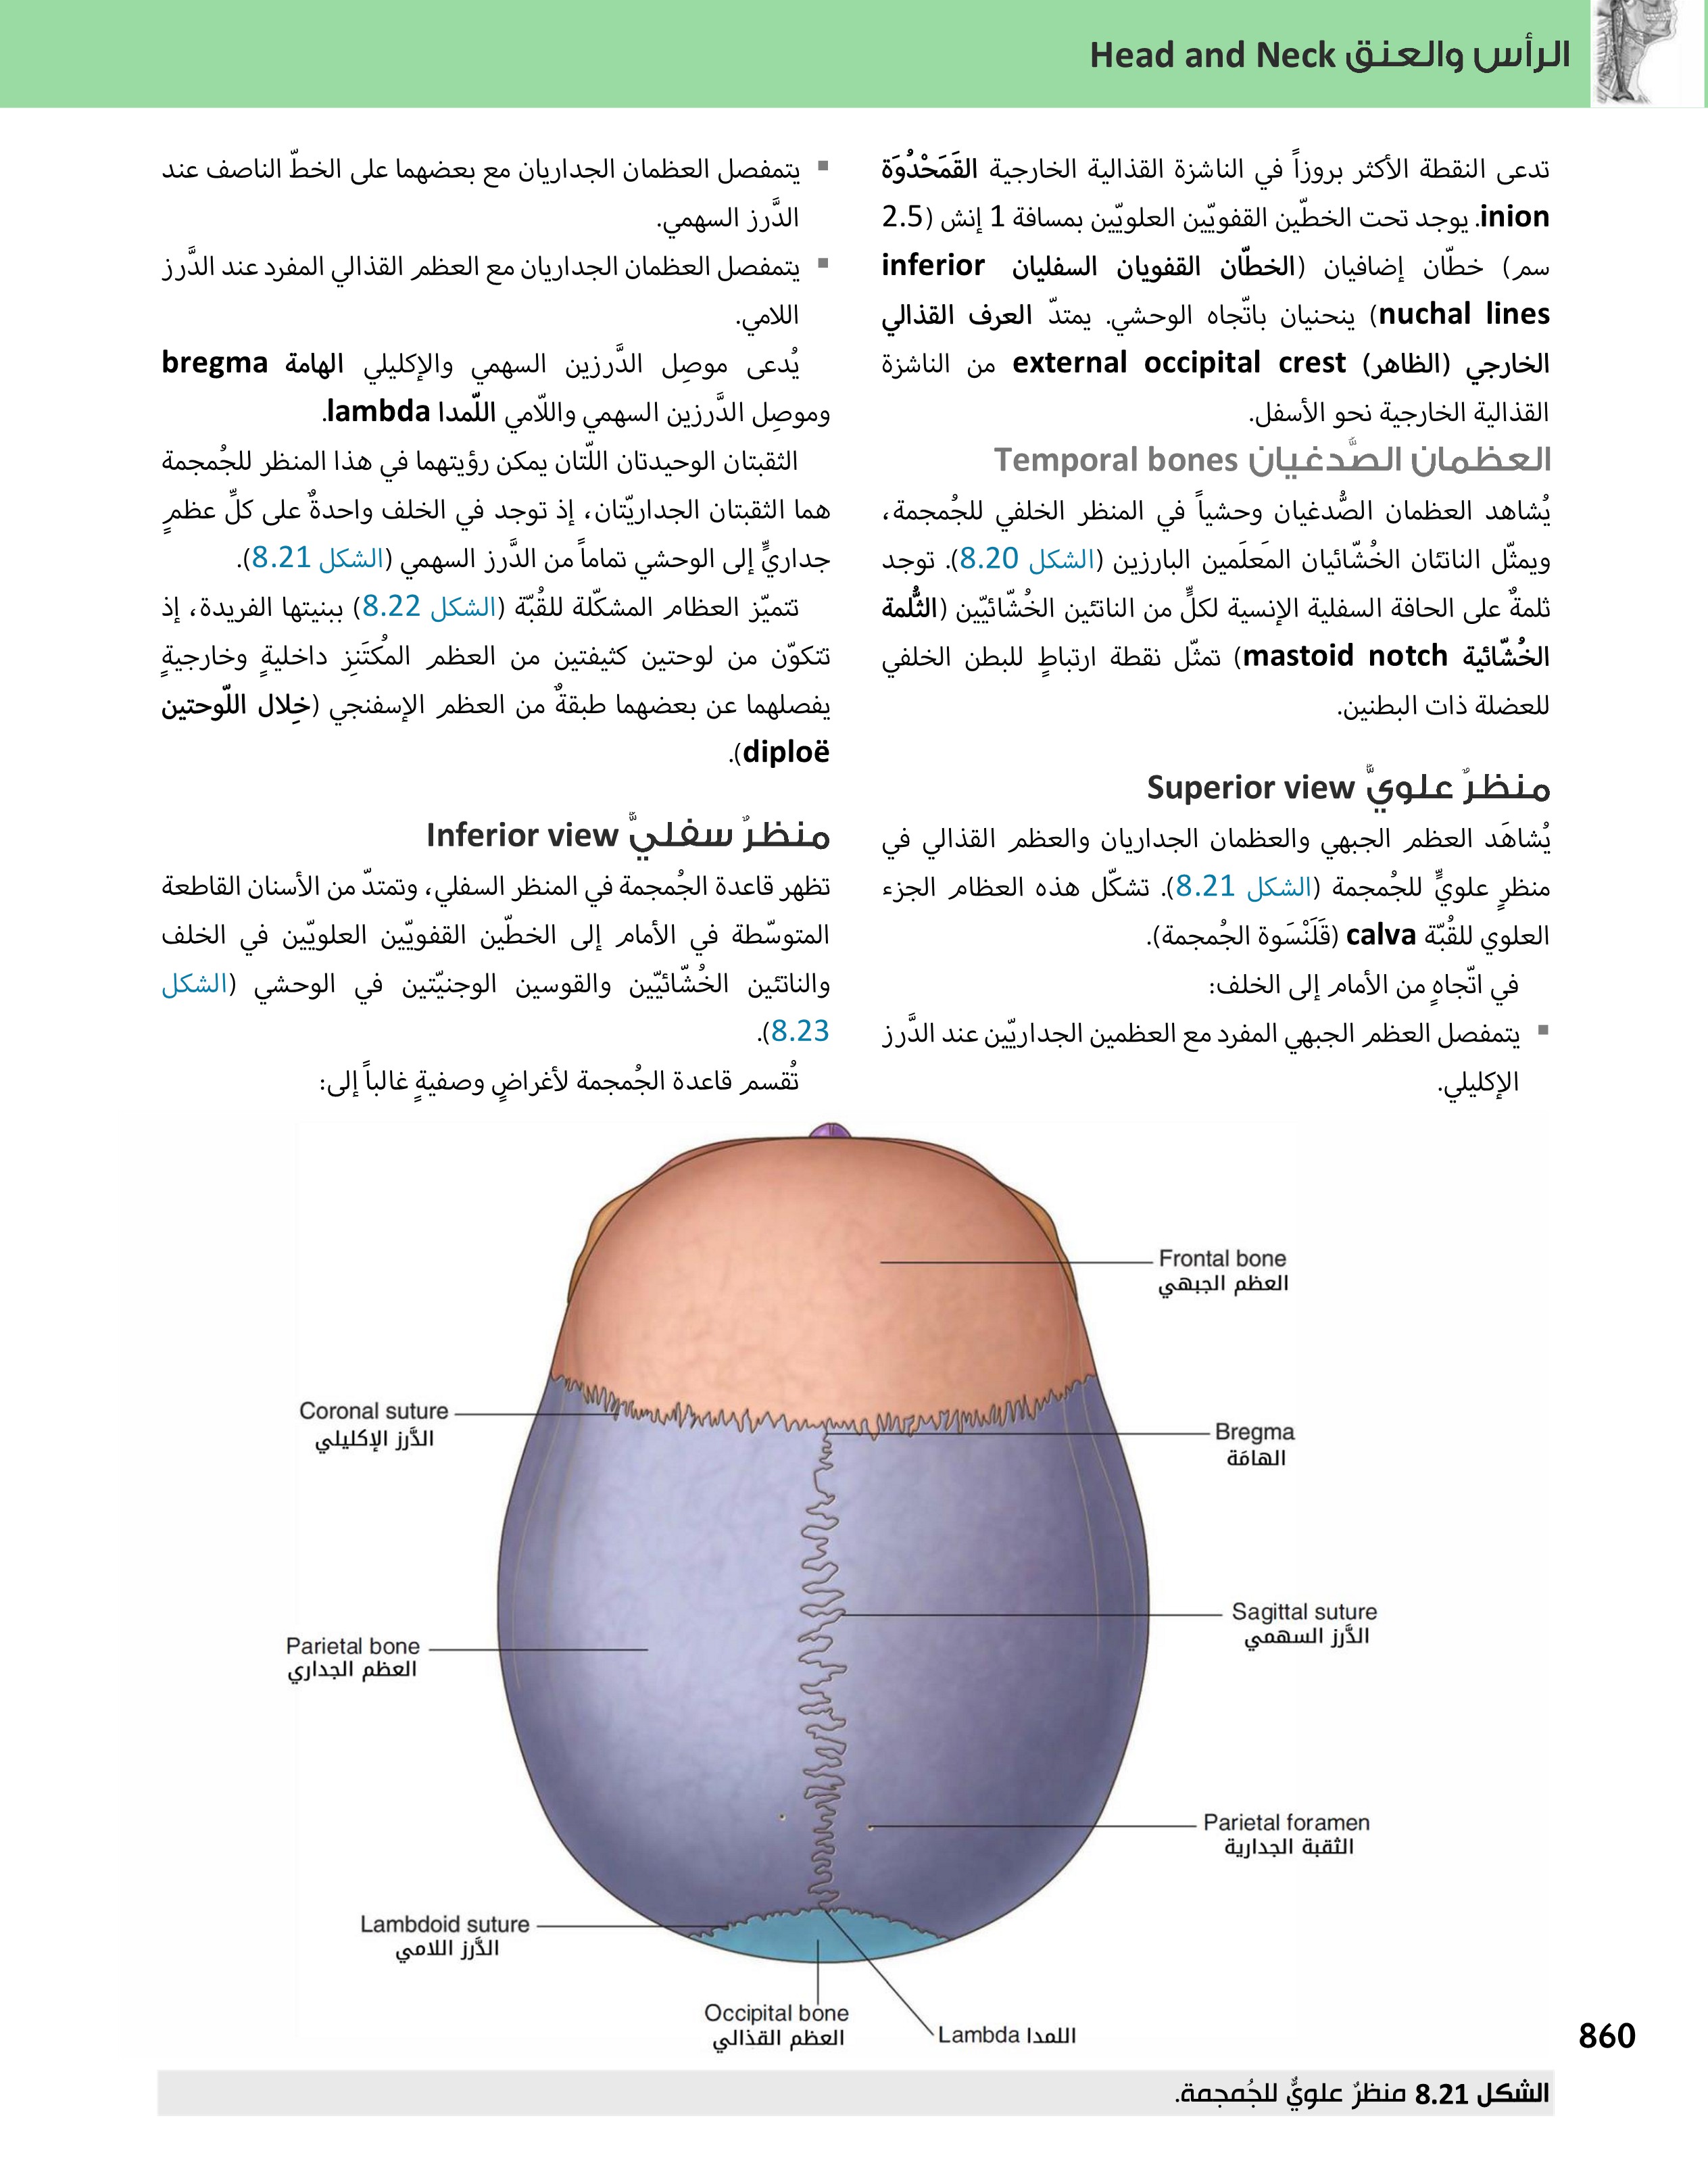 الرأس والعنق Head and Neck
تدعى النقطة الأكثر بروزاً في الناشزة القذالية الخارجية القَمَحْدُوَة
inion. يوجد تحت الخطّين القفويّين العلويّين بمسافة 1 إنش (2.5
سم) خطّان إضافيان (الخطّان القفويان السفليان inferior
nuchal lines) ينحنيان باتّجاه الوحشي. يمتدّ العرف القذالي
الخارجي (الظاهر) external occipital crest من الناشزة
القذالية الخارجية نحو الأسفل.
العظمان الصُّدغيان Temporal bones
يُشاهد العظمان الصُّدغيان وحشياً في المنظر الخلفي للجُمجمة،
ويمثّل الناتئان الخُشّائيان المَعلَمين البارزين (الشكل 8.20). توجد
ثلمةٌ على الحافة السفلية الإنسية لكلٍّ من الناتئين الخُشّائيّين (الثُّلمة
الخُشّائية mastoid notch) تمثّل نقطة ارتباطٍ للبطن الخلفي
للعضلة ذات البطنين.
منظرٌ علويٌّ Superior view
يُشاهَد العظم الجبهي والعظمان الجداريان والعظم القذالي في
منظرٍ علويٍّ للجُمجمة (الشكل 8.21). تشكّل هذه العظام الجزء
العلوي للقُبّة calva (قَلَنْسَوة الجُمجمة).
في اتّجاهٍ من الأمام إلى الخلف:
▪ يتمفصل العظم الجبهي المفرد مع العظمين الجداريّين عند الدَّرز
الإكليلي.
▪ يتمفصل العظمان الجداريان مع بعضهما على الخطّ الناصف عند
الدَّرز السهمي.
▪ يتمفصل العظمان الجداريان مع العظم القذالي المفرد عند الدَّرز
اللامي.
يُدعى موصِل الدَّرزين السهمي والإكليلي الهامة bregma
وموصِل الدَّرزين السهمي واللّامي اللّمدا lambda.
الثقبتان الوحيدتان اللّتان يمكن رؤيتهما في هذا المنظر للجُمجمة
هما الثقبتان الجداريّتان، إذ توجد في الخلف واحدةٌ على كلِّ عظمٍ
جداريٍّ إلى الوحشي تماماً من الدَّرز السهمي (الشكل 8.21).
تتميّز العظام المشكّلة للقُبّة (الشكل 8.22) ببنيتها الفريدة، إذ
تتكوّن من لوحتين كثيفتين من العظم المُكتَنِز داخليةٍ وخارجيةٍ
يفصلهما عن بعضهما طبقةٌ من العظم الإسفنجي (خِلال اللّوحتين
diploë).
منظرٌ سفليٌّ Inferior view
تظهر قاعدة الجُمجمة في المنظر السفلي، وتمتدّ من الأسنان القاطعة
المتوسّطة في الأمام إلى الخطّين القفويّين العلويّين في الخلف
والناتئين الخُشّائيّين والقوسين الوجنيّتين في الوحشي (الشكل
8.23).
تُقسم قاعدة الجُمجمة لأغراضٍ وصفيةٍ غالباً إلى:
Frontal bone
العظم الجبهي
Coronal suture
الدَّرز الإكليلي
Bregma
الهامَة
Sagittal suture
الدَّرز السهمي
Parietal bone
العظم الجداري
Parietal foramen
الثقبة الجدارية
Lambdoid suture
الدَّرز اللامي
Occipital bone
العظم القذالي
Lambda اللمدا
860
الشكل 8.21 منظرٌ علويٌّ للجُمجمة.